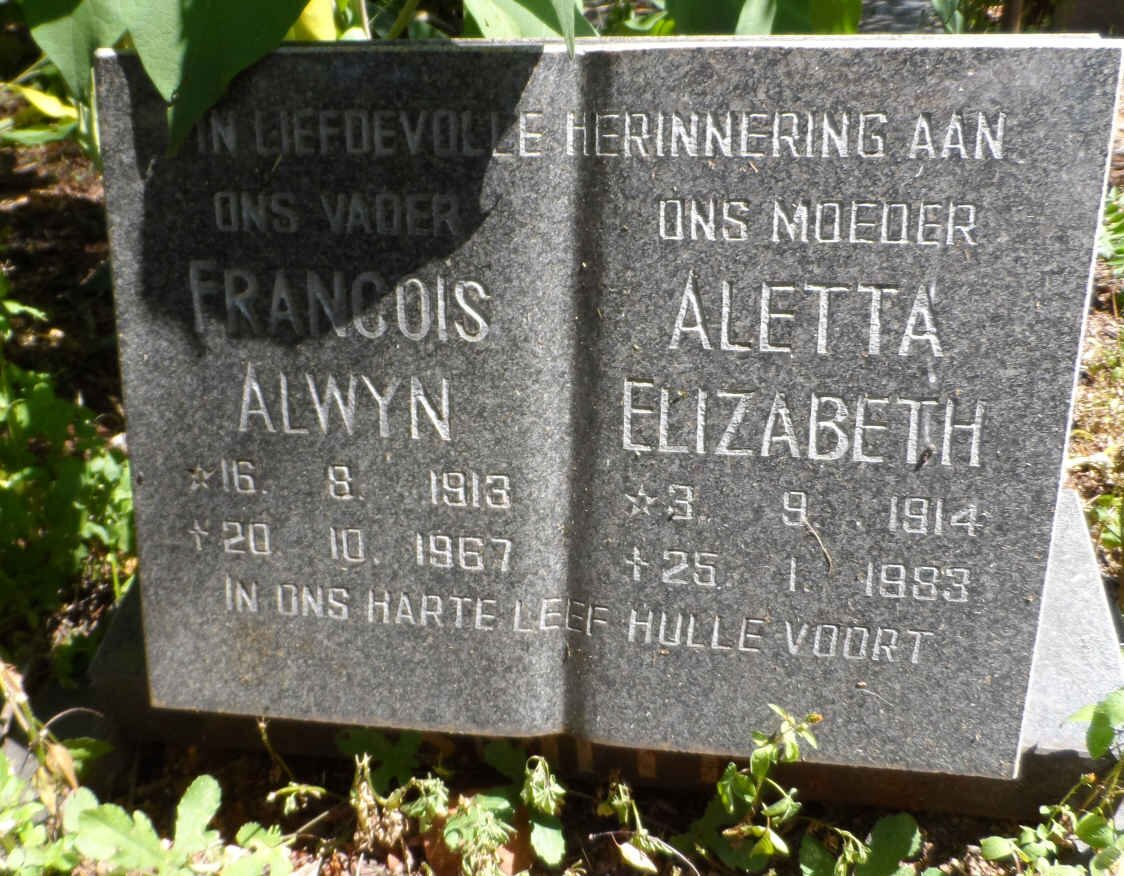 IN LIEFDEVOLLE HERINNERING AAN
ONS VADER
FRANCOIS
ALWYN
☆16. 8. 1913
†20. 10. 1967
ONS MOEDER
ALETTA
ELIZABETH
☆3. 9. 1914
†25. 1. 1983
IN ONS HARTE LEEF HULLE VOORT